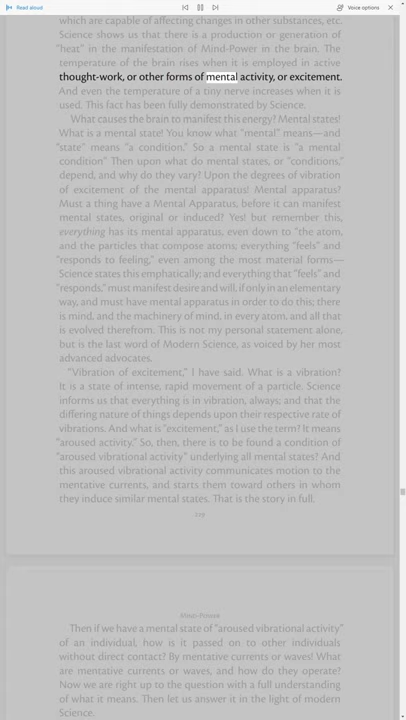 Read aloud
Voice options
which are capable of affecting changes in other substances, etc.
Science shows us that there is a production or generation of
"heat" in the manifestation of Mind-Power in the brain. The
temperature of the brain rises when it is employed in active
thought-work, or other forms of mental activity, or excitement.
And even the temperature of a tiny nerve increases when it is
used. This fact has been fully demonstrated by Science.
What causes the brain to manifest this energy? Mental states!
What is a mental state! You know what "mental" means—and
"state" means "a condition." So a mental state is "a mental
condition" Then upon what do mental states, or "conditions,"
depend, and why do they vary? Upon the degrees of vibration
of excitement of the mental apparatus! Mental apparatus?
Must a thing have a Mental Apparatus, before it can manifest
mental states, original or induced? Yes! but remember this,
everything has its mental apparatus, even down to "the atom,
and the particles that compose atoms; everything "feels" and
"responds to feeling," even among the most material forms—
Science states this emphatically; and everything that "feels" and
"responds," must manifest desire and will, if only in an elementary
way, and must have mental apparatus in order to do this; there
is mind, and the machinery of mind, in every atom, and all that
is evolved therefrom. This is not my personal statement alone,
but is the last word of Modern Science, as voiced by her most
advanced advocates.
"Vibration of excitement," I have said. What is a vibration?
It is a state of intense, rapid movement of a particle. Science
informs us that everything is in vibration, always; and that the
differing nature of things depends upon their respective rate of
vibrations. And what is "excitement," as I use the term? It means
"aroused activity." So, then, there is to be found a condition of
"aroused vibrational activity" underlying all mental states? And
this aroused vibrational activity communicates motion to the
mentative currents, and starts them toward others in whom
they induce similar mental states. That is the story in full.
Mind-Power
Then if we have a mental state of "aroused vibrational activity"
of an individual, how is it passed on to other individuals
without direct contact? By mentative currents or waves! What
are mentative currents or waves, and how do they operate?
Now we are right up to the question with a full understanding
of what it means. Then let us answer it in the light of modern
Science.